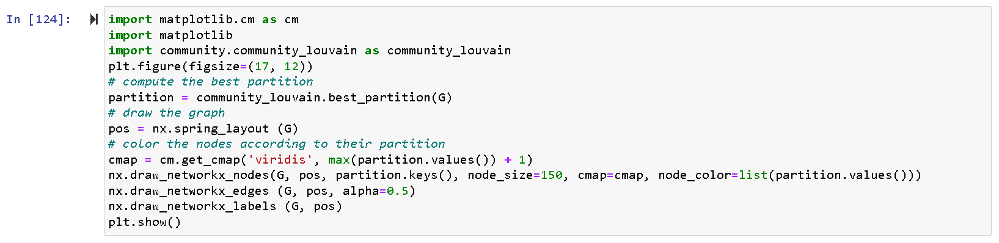 In [124]:
import matplotlib.cm as cm
import matplotlib
import community.community_louvain as community_louvain
plt.figure(figsize=(17, 12))
# compute the best partition
partition = community_louvain.best_partition(G)
# draw the graph
pos = nx.spring_layout (G)
# color the nodes according to their partition
cmap = cm.get_cmap('viridis', max(partition.values()) + 1)
nx.draw_networkx_nodes(G, pos, partition.keys(), node_size=150, cmap=cmap, node_color=list(partition.values()))
nx.draw_networkx_edges (G, pos, alpha=0.5)
nx.draw_networkx_labels (G, pos)
plt.show()